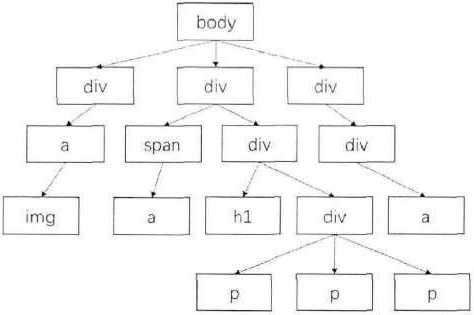 body
div div div
a span div div
img a h1 div a
p p p